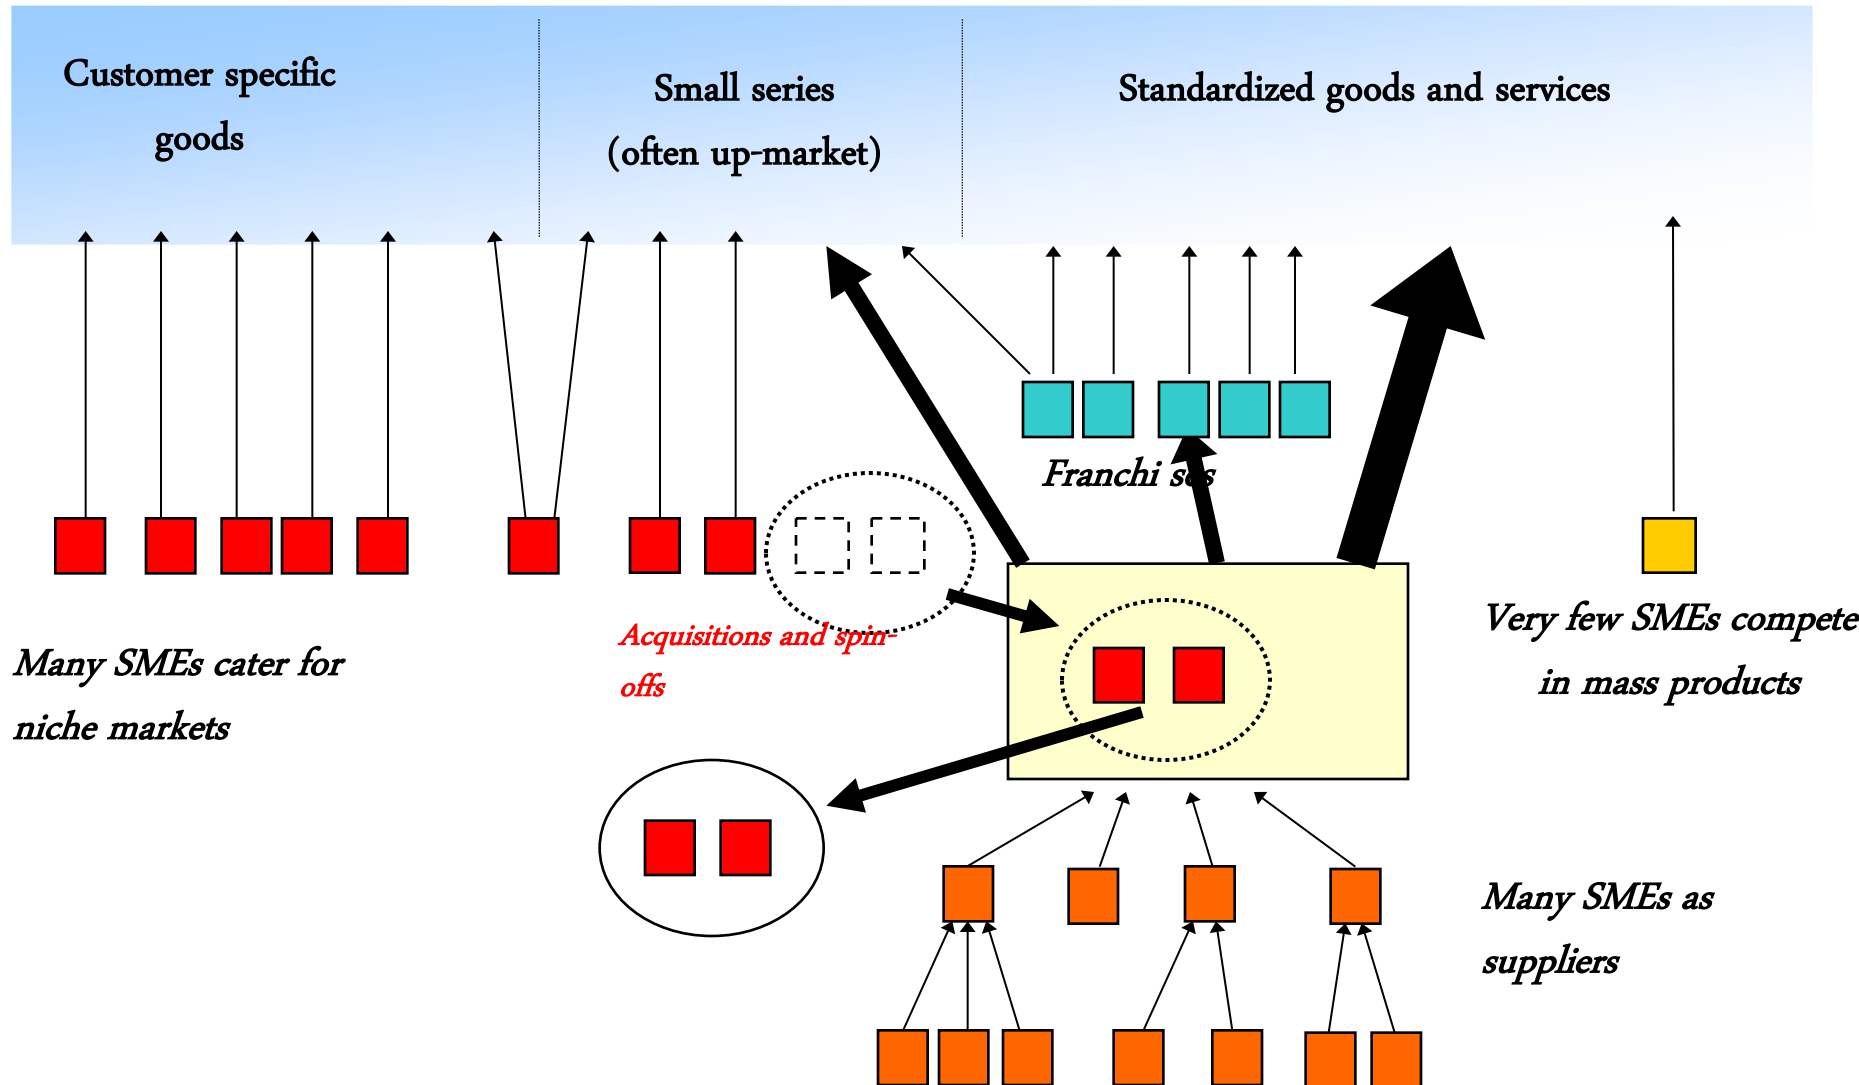 Customer specific
goods
Small series
(often up-market)
Standardized goods and services
Franchi ses
Acquisitions and spin-
offs
Many SMEs cater for
niche markets
Very few SMEs compete
in mass products
Many SMEs as
suppliers